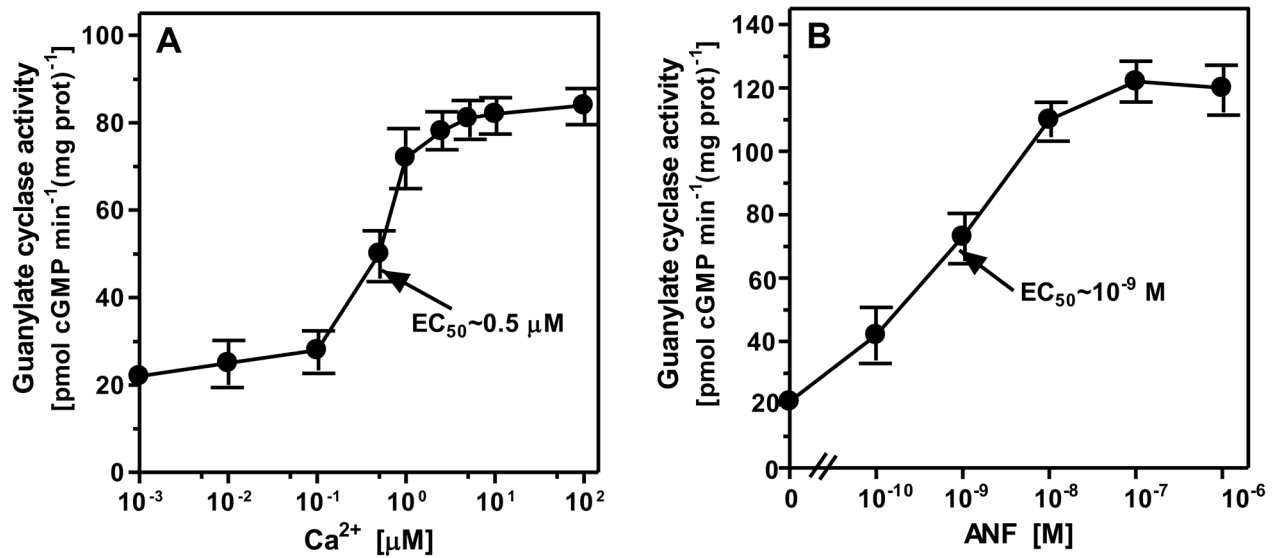 A
Guanylate cyclase activity
[pmol cGMP min⁻¹(mg prot)⁻¹]
100
80
60
40
20
0
EC₅₀~0.5 μM
10⁻³ 10⁻² 10⁻¹ 10⁰ 10¹ 10²
Ca²⁺ [μM]
B
Guanylate cyclase activity
[pmol cGMP min⁻¹(mg prot)⁻¹]
140
120
100
80
60
40
20
0
EC₅₀~10⁻⁹ M
0 10⁻¹⁰ 10⁻⁹ 10⁻⁸ 10⁻⁷ 10⁻⁶
ANF [M]